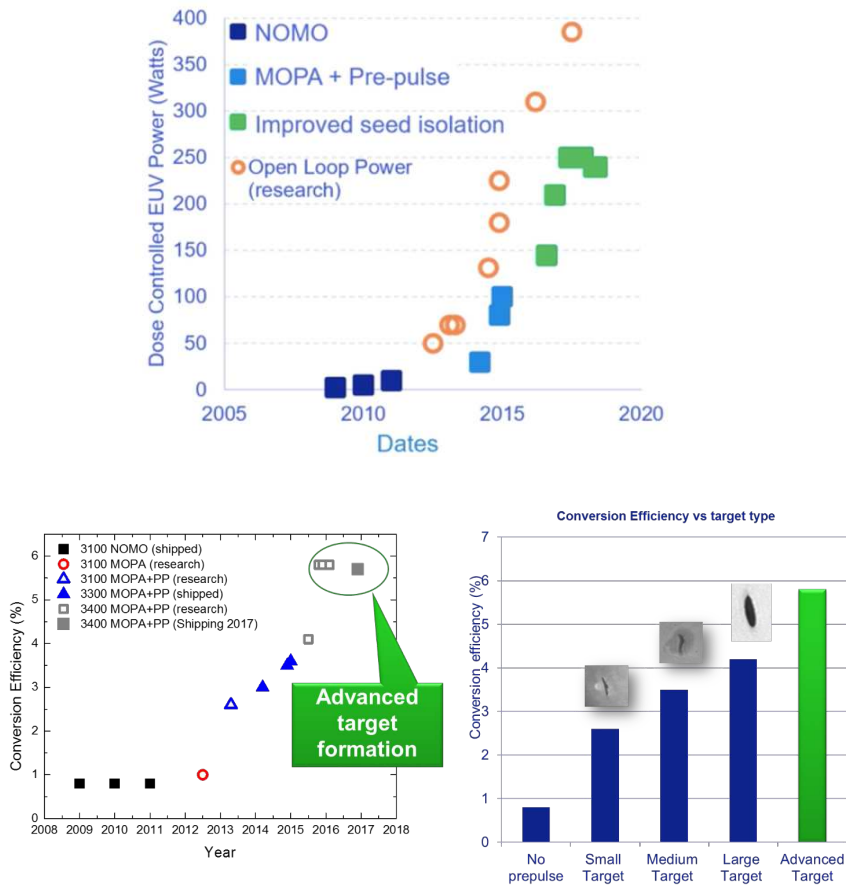 Dose Controlled EUV Power (Watts)
400
350
300
250
200
150
100
50
0
NOMO
MOPA + Pre-pulse
Improved seed isolation
Open Loop Power
(research)
2005
2010
2015
2020
Dates
Conversion Efficiency (%)
6
5
4
3
2
1
0
3100 NOMO (shipped)
3100 MOPA (research)
3100 MOPA+PP (research)
3300 MOPA+PP (shipped)
3400 MOPA+PP (research)
3400 MOPA+PP (Shipping 2017)
Advanced
target
formation
2008 2009 2010 2011 2012 2013 2014 2015 2016 2017 2018
Year
Conversion Efficiency vs target type
Conversion efficiency (%)
7
6
5
4
3
2
1
0
No
prepulse
Small
Target
Medium
Target
Large
Target
Advanced
Target